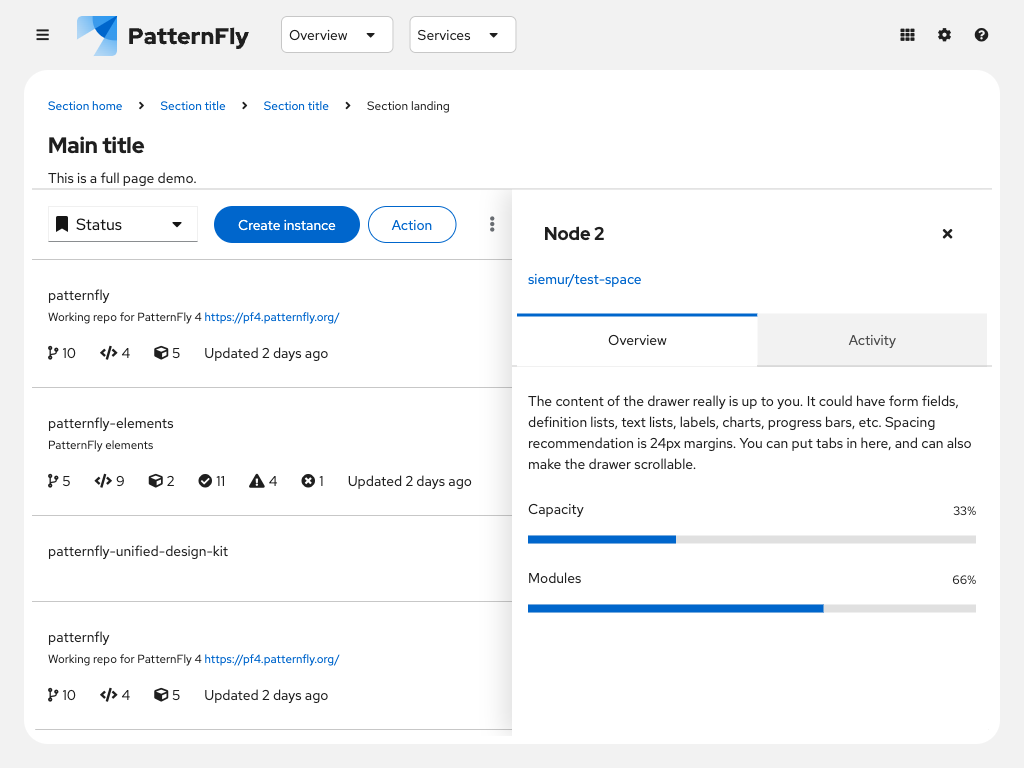 PatternFly Overview Services
Section home Section title Section title Section landing
Main title
This is a full page demo.
Status Create instance Action
patternfly
Working repo for PatternFly 4 https://pf4.patternfly.org/
10 4 5 Updated 2 days ago
patternfly-elements
PatternFly elements
5 9 2 11 4 1 Updated 2 days ago
patternfly-unified-design-kit
patternfly
Working repo for PatternFly 4 https://pf4.patternfly.org/
10 4 5 Updated 2 days ago
Node 2
siemur/test-space
Overview Activity
The content of the drawer really is up to you. It could have form fields,
definition lists, text lists, labels, charts, progress bars, etc. Spacing
recommendation is 24px margins. You can put tabs in here, and can also
make the drawer scrollable.
Capacity 33%
Modules 66%